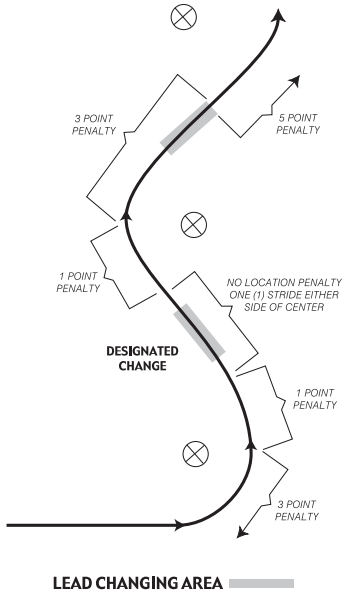 3 POINT
PENALTY
5 POINT
PENALTY
1 POINT
PENALTY
NO LOCATION PENALTY
ONE (1) STRIDE EITHER
SIDE OF CENTER
DESIGNATED
CHANGE
1 POINT
PENALTY
3 POINT
PENALTY
LEAD CHANGING AREA